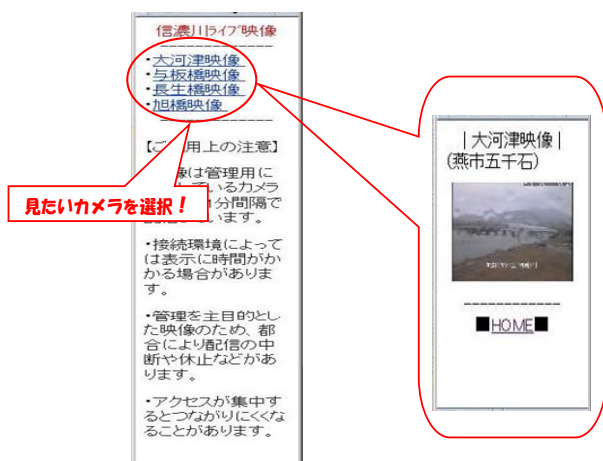 信濃川ライブ映像
-------------
・大河津映像
・与板橋映像
・長生橋映像
・旭橋映像
-------------
【ご用上の注意】
像は管理用に
ているカメラ
1分間隔で
います。
・接続環境によって
は表示に時間がか
かる場合がありま
す。
・管理を主目的とし
た映像のため、都
合により配信の中
断や休止などがあ
ります。
・アクセスが集中す
るとつながりにくくな
ることがあります。
見たいカメラを選択！
｜大河津映像｜
(燕市五千石)
------------
■HOME■